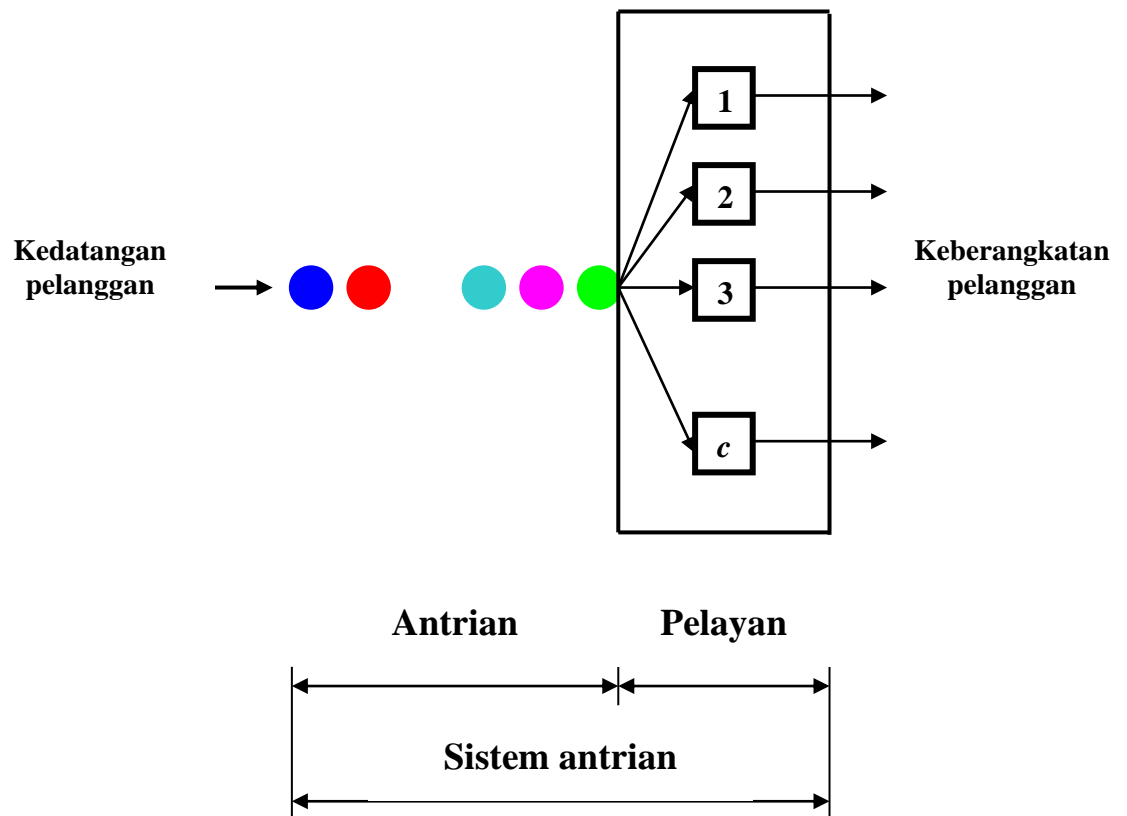 1
2
Kedatangan
pelanggan
3
Keberangkatan
pelanggan
c
Antrian
Pelayan
Sistem antrian